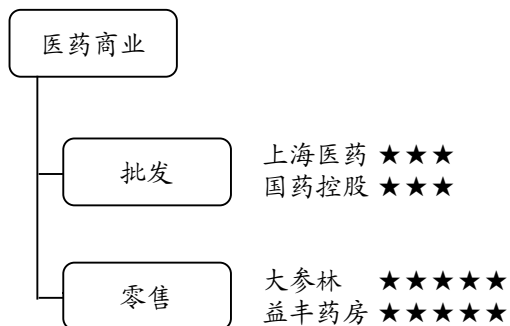 医药商业
批发
上海医药 ★★★
国药控股 ★★★
零售
大参林 ★★★★★
益丰药房 ★★★★★